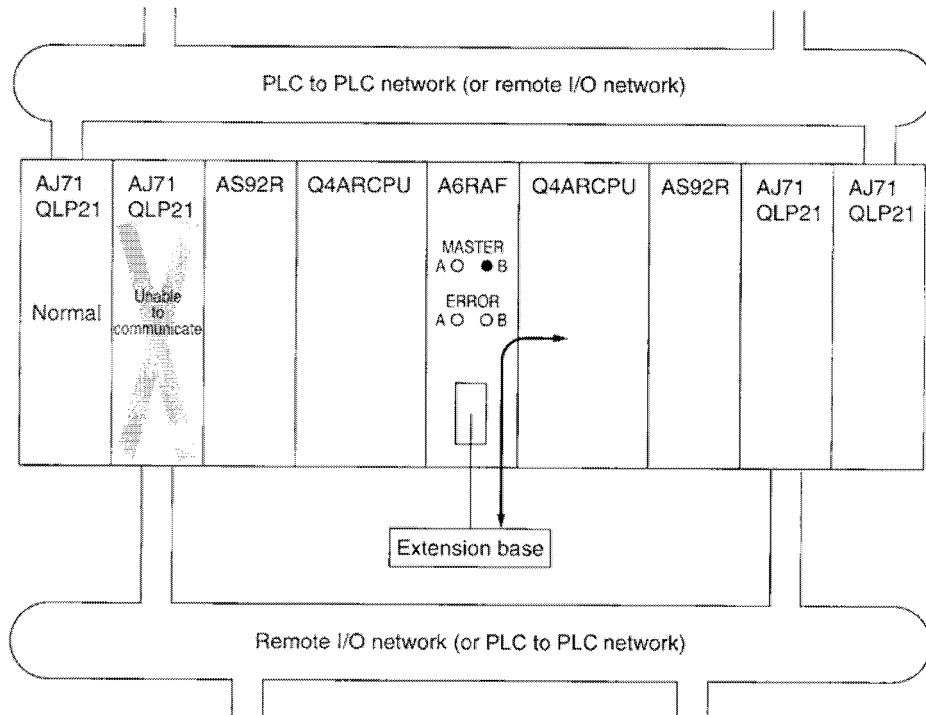 PLC to PLC network (or remote I/O network)
AJ71
QLP21
AJ71
QLP21
AS92R
Q4ARCPU
A6RAF
Q4ARCPU
AS92R
AJ71
QLP21
AJ71
QLP21
MASTER
A B
ERROR
A B
Normal
Unable
to
communicate
Extension base
Remote I/O network (or PLC to PLC network)